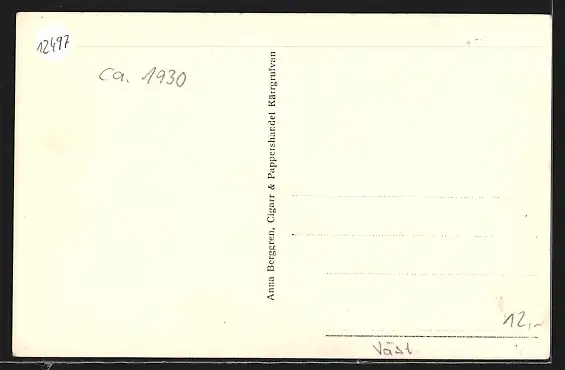 12497
ca. 1930
Anna Berggren, Cigarr & Pappershandel Kärrgrufvan
12,-
Väst